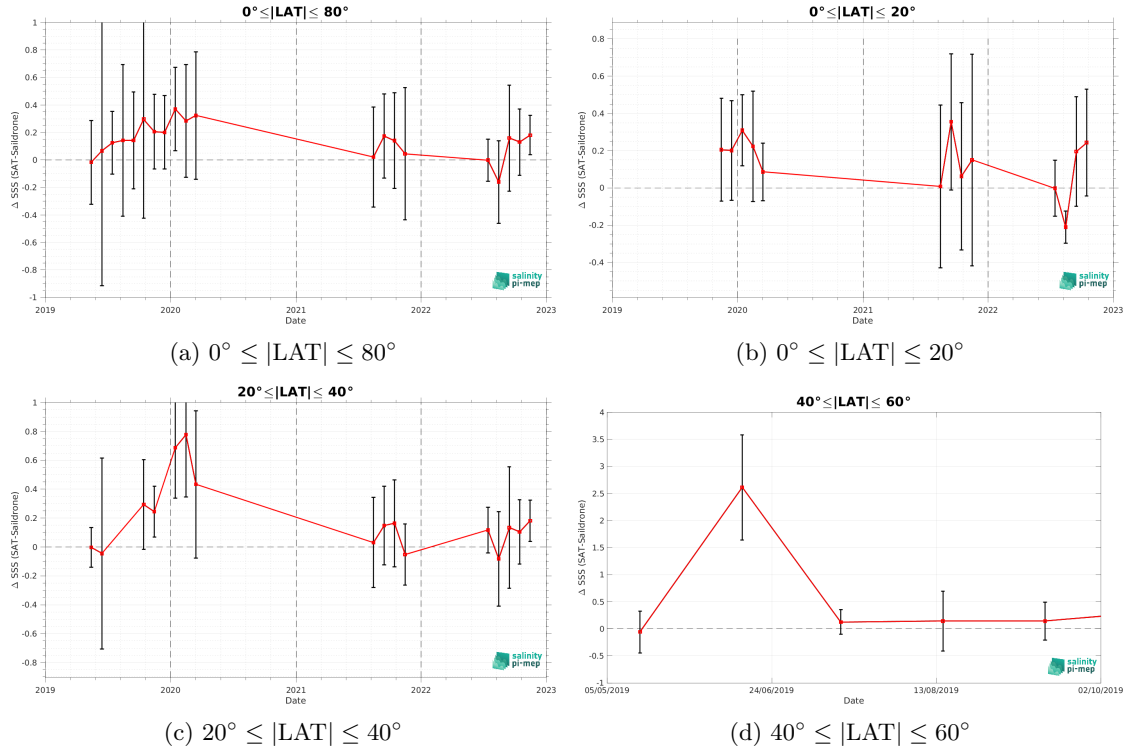 0°≤|LAT|≤ 80°
Δ SSS (SAT-Saildrone)
1
0.8
0.6
0.4
0.2
0
-0.2
-0.4
-0.6
-0.8
-1
2019
2020
2021
2022
2023
Date
salinity
pi-mep
(a) 0° ≤ |LAT| ≤ 80°
0°≤|LAT|≤ 20°
Δ SSS (SAT-Saildrone)
0.8
0.6
0.4
0.2
0
-0.2
-0.4
2019
2020
2021
2022
2023
Date
salinity
pi-mep
(b) 0° ≤ |LAT| ≤ 20°
20°≤|LAT|≤ 40°
Δ SSS (SAT-Saildrone)
1
0.8
0.6
0.4
0.2
0
-0.2
-0.4
-0.6
-0.8
2019
2020
2021
2022
2023
Date
salinity
pi-mep
(c) 20° ≤ |LAT| ≤ 40°
40°≤|LAT|≤ 60°
Δ SSS (SAT-Saildrone)
4
3.5
3
2.5
2
1.5
1
0.5
0
-0.5
-1
05/05/2019
24/06/2019
13/08/2019
02/10/2019
Date
salinity
pi-mep
(d) 40° ≤ |LAT| ≤ 60°